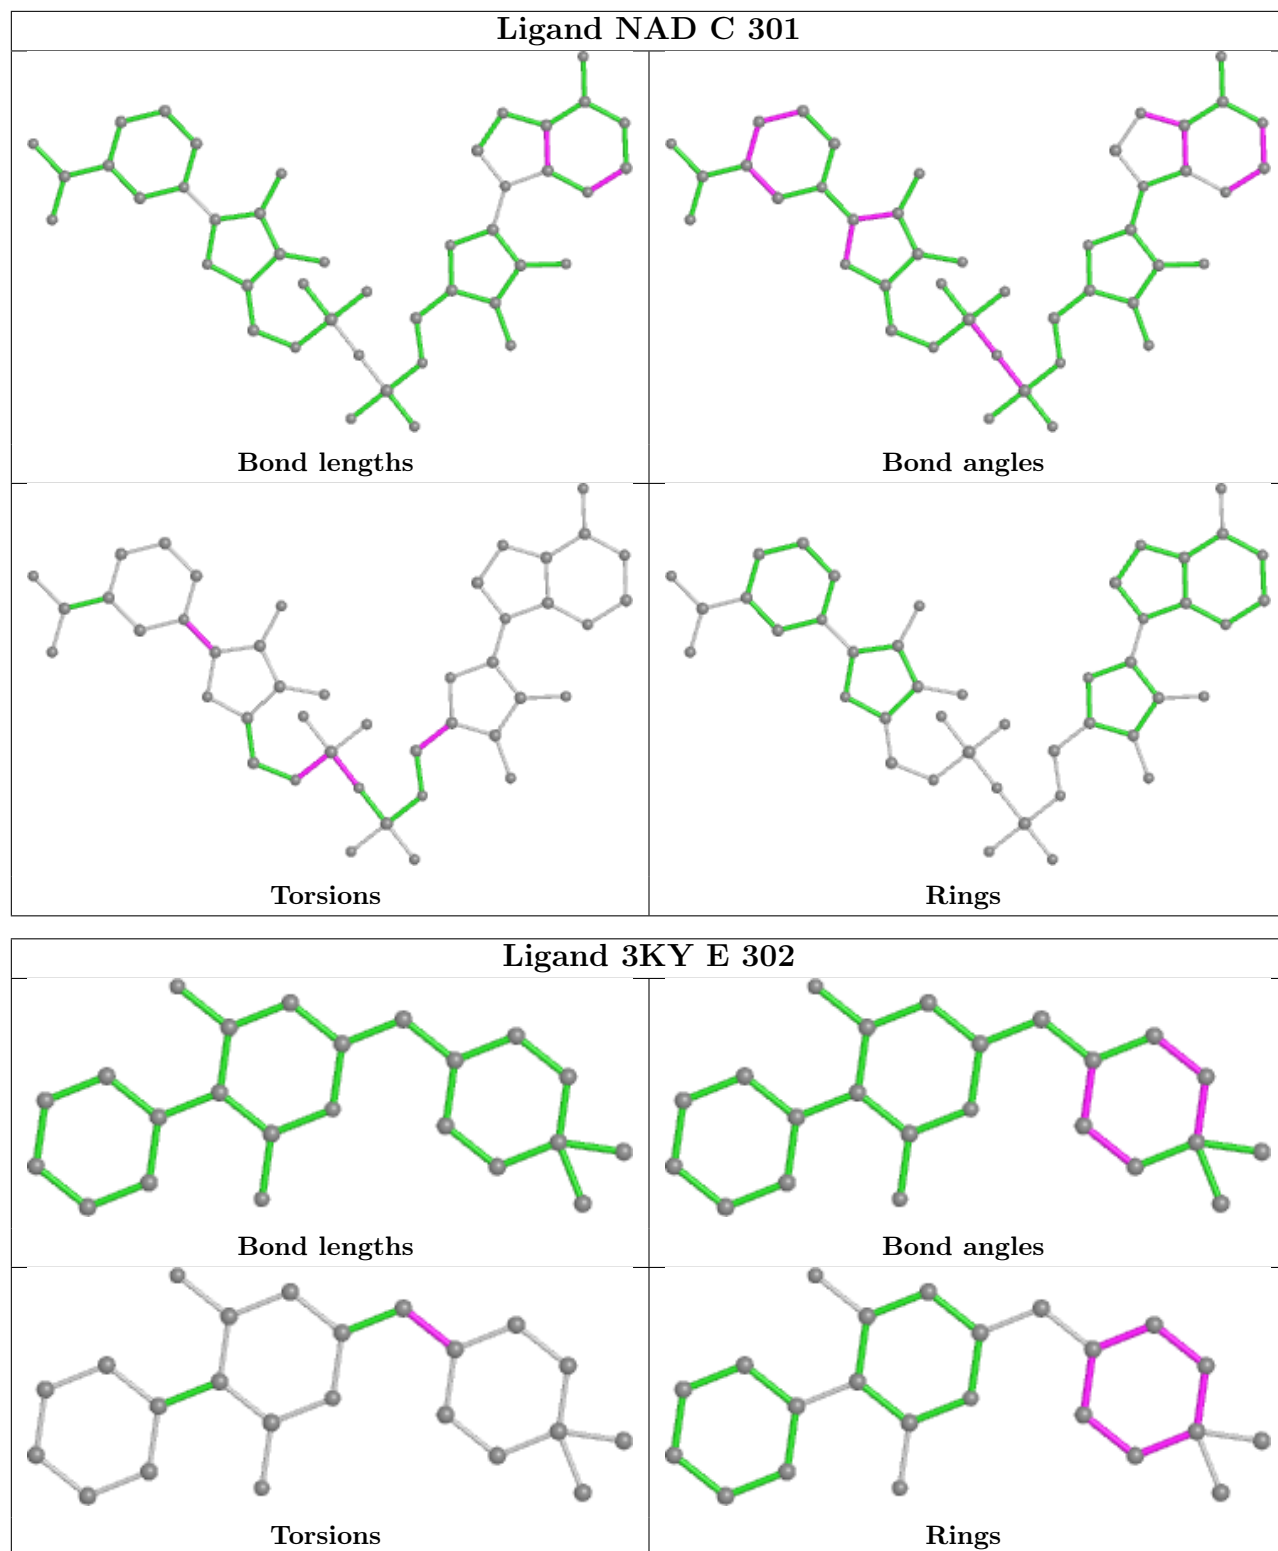 Ligand NAD C 301
Bond lengths
Bond angles
Torsions
Rings
Ligand 3KY E 302
Bond lengths
Bond angles
Torsions
Rings